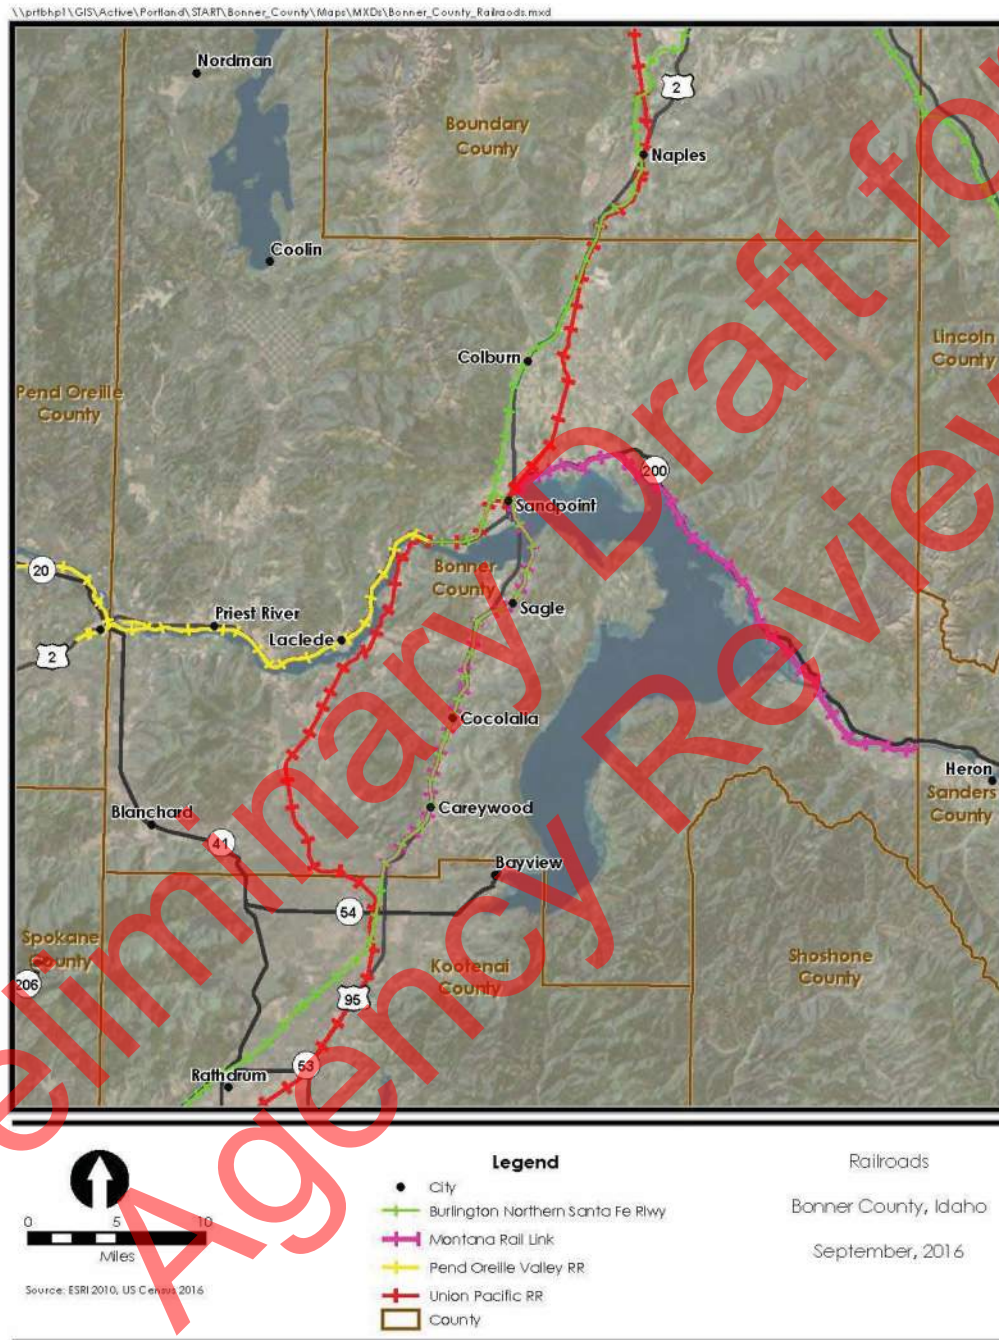 \\prtbhp1\GIS\Active\Portland\START\Bonner_County\Maps\MXDs\Bonner_County_Railraods.mxd
Nordman
2
Boundary
County
Naples
Coolin
Colburn
Lincoln
County
Pend Oreille
County
200
Sandpoint
20
Bonner
County
Priest River
Sagle
Laclede
2
Cocolalla
Heron
Sanders
County
Careywood
Blanchard
41
Bayview
54
Spokane
County
206
Kootenai
County
Shoshone
County
95
53
Rathdrum
Preliminary Draft for
Agency Review
Legend
City
Burlington Northern Santa Fe Rlwy
Montana Rail Link
Pend Oreille Valley RR
Union Pacific RR
County
0 5 10
Miles
Source: ESRI 2010, US Census 2016
Railroads
Bonner County, Idaho
September, 2016